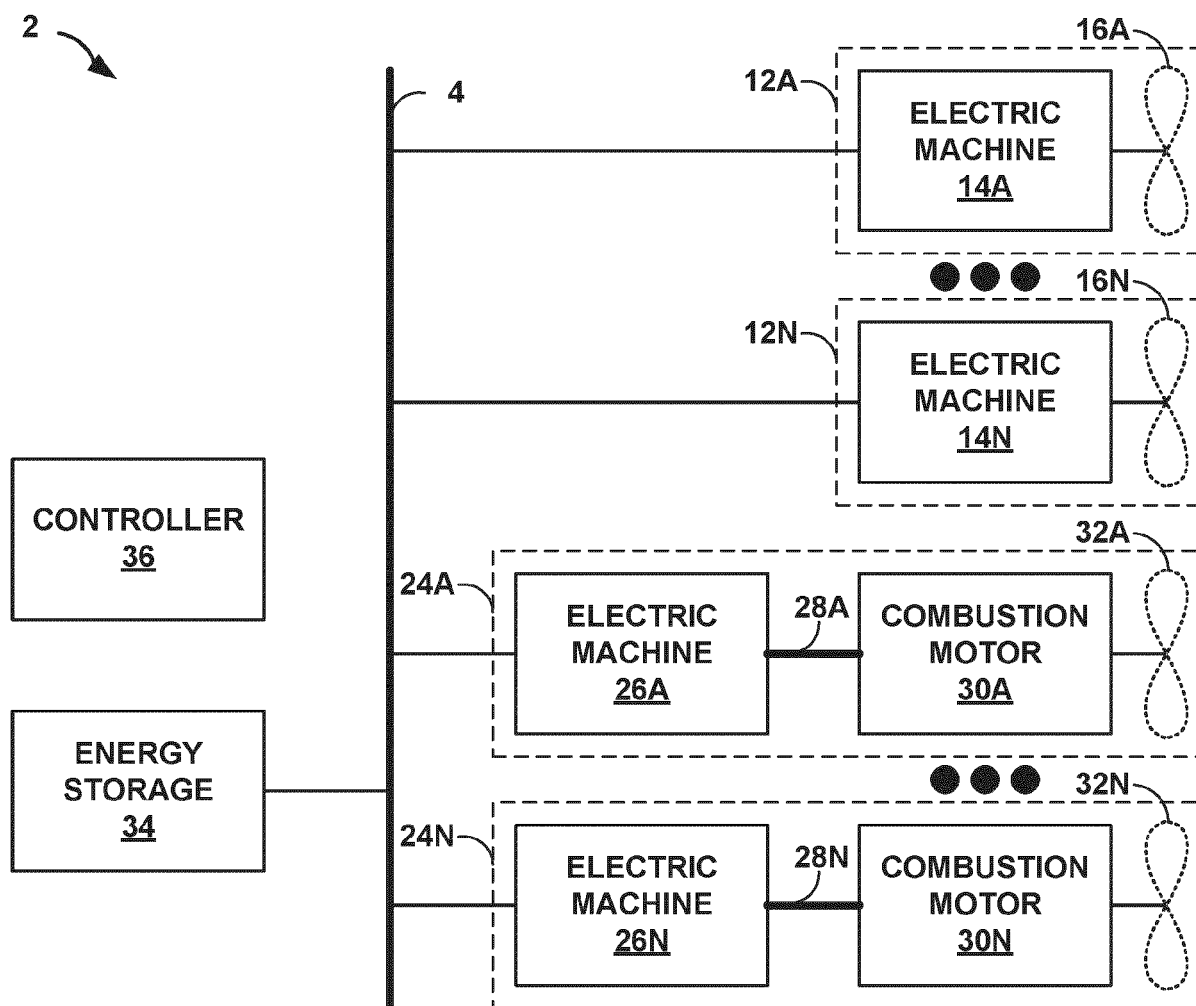 2
4
12A
16A
ELECTRIC
MACHINE
14A
12N
16N
ELECTRIC
MACHINE
14N
CONTROLLER
36
24A
32A
ELECTRIC
MACHINE
26A
28A
COMBUSTION
MOTOR
30A
ENERGY
STORAGE
34
24N
32N
ELECTRIC
MACHINE
26N
28N
COMBUSTION
MOTOR
30N